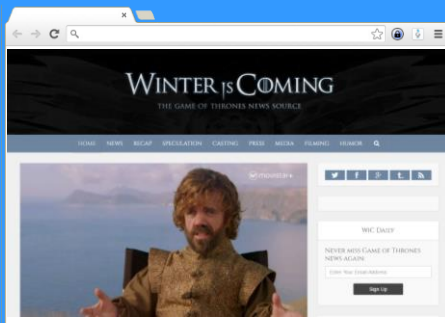 WINTER IS COMING
THE GAME OF THRONES NEWS SOURCE
HOME NEWS RECAP SPECULATION CASTING PRESS MEDIA FILMING HUMOR
WIC DAILY
NEVER MISS GAME OF THRONES
NEWS AGAIN.
Enter Your Email Address
Sign Up